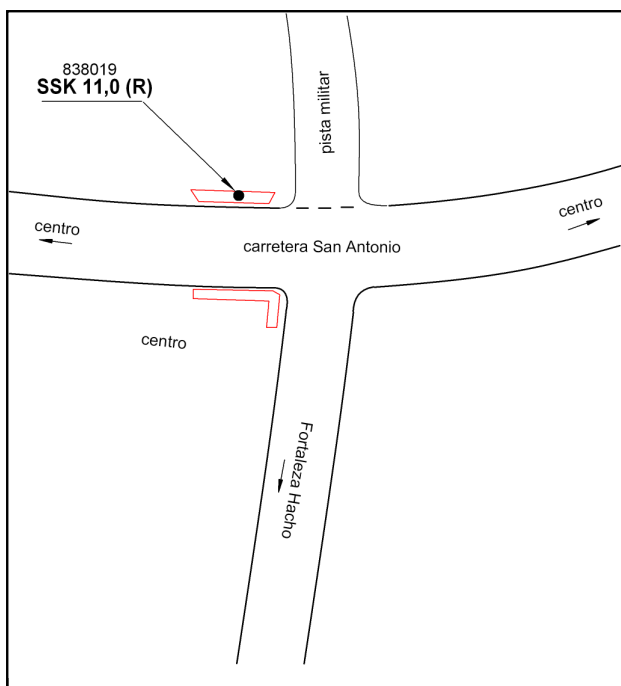 838019
SSK 11,0 (R)
pista militar
centro
carretera San Antonio
centro
centro
Fortaleza Hacho